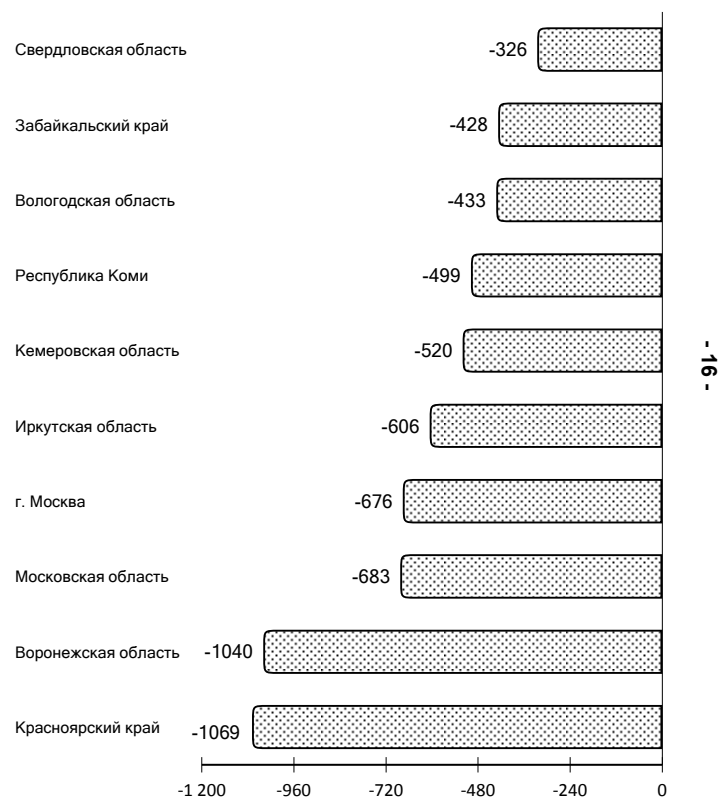 Свердловская область -326
Забайкальский край -428
Вологодская область -433
Республика Коми -499
Кемеровская область -520
Иркутская область -606
г. Москва -676
Московская область -683
Воронежская область -1040
Красноярский край -1069
-1 200 -960 -720 -480 -240 0
- 16 -